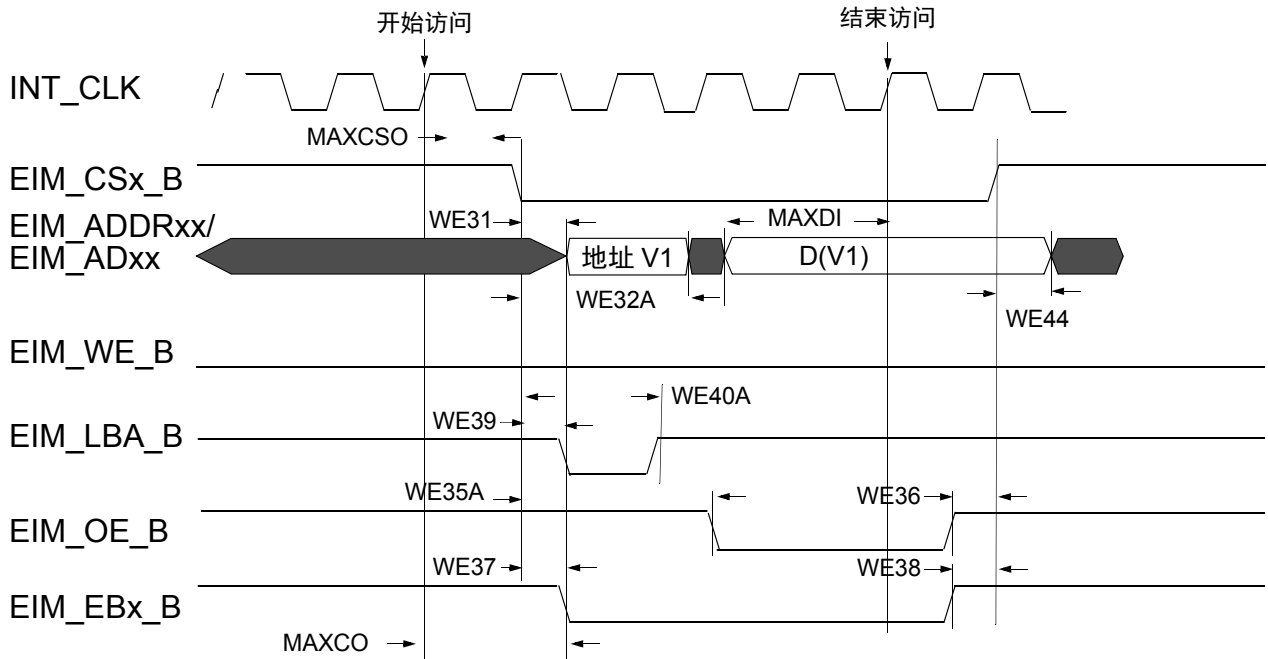 开始访问
结束访问
INT_CLK
MAXCSO
EIM_CSx_B
EIM_ADDRxx/
EIM_ADxx
WE31
MAXDI
地址 V1
D(V1)
WE32A
WE44
EIM_WE_B
WE40A
WE39
EIM_LBA_B
WE35A
WE36
EIM_OE_B
WE37
WE38
EIM_EBx_B
MAXCO